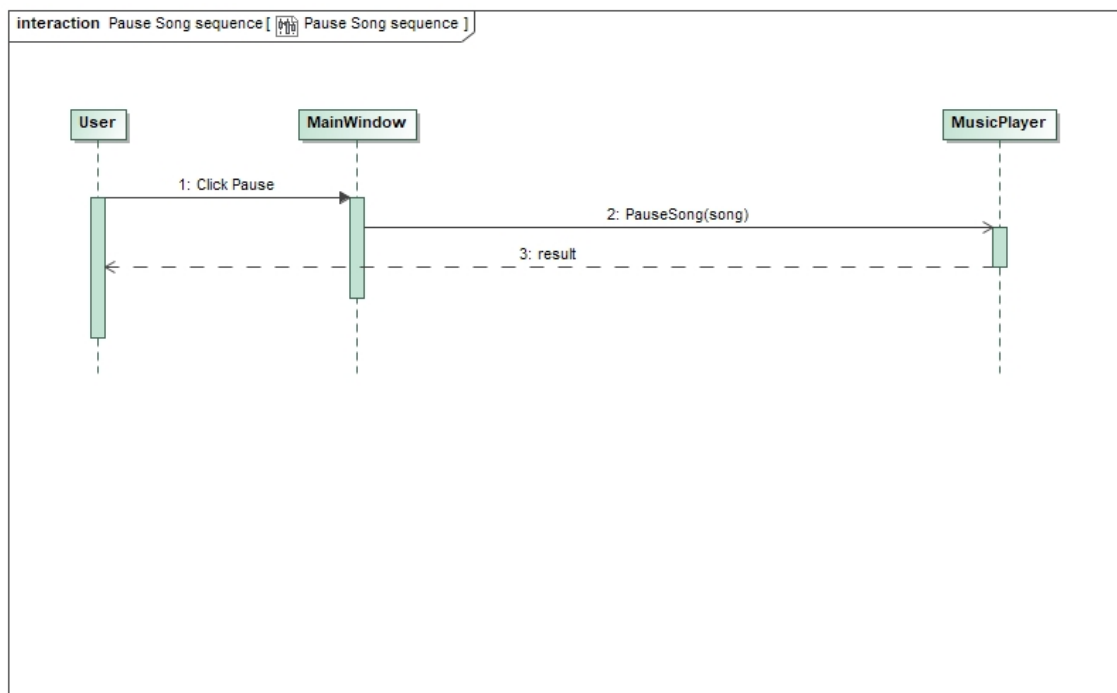 interaction Pause Song sequence [ Pause Song sequence ]
User
MainWindow
MusicPlayer
1: Click Pause
2: PauseSong(song)
3: result